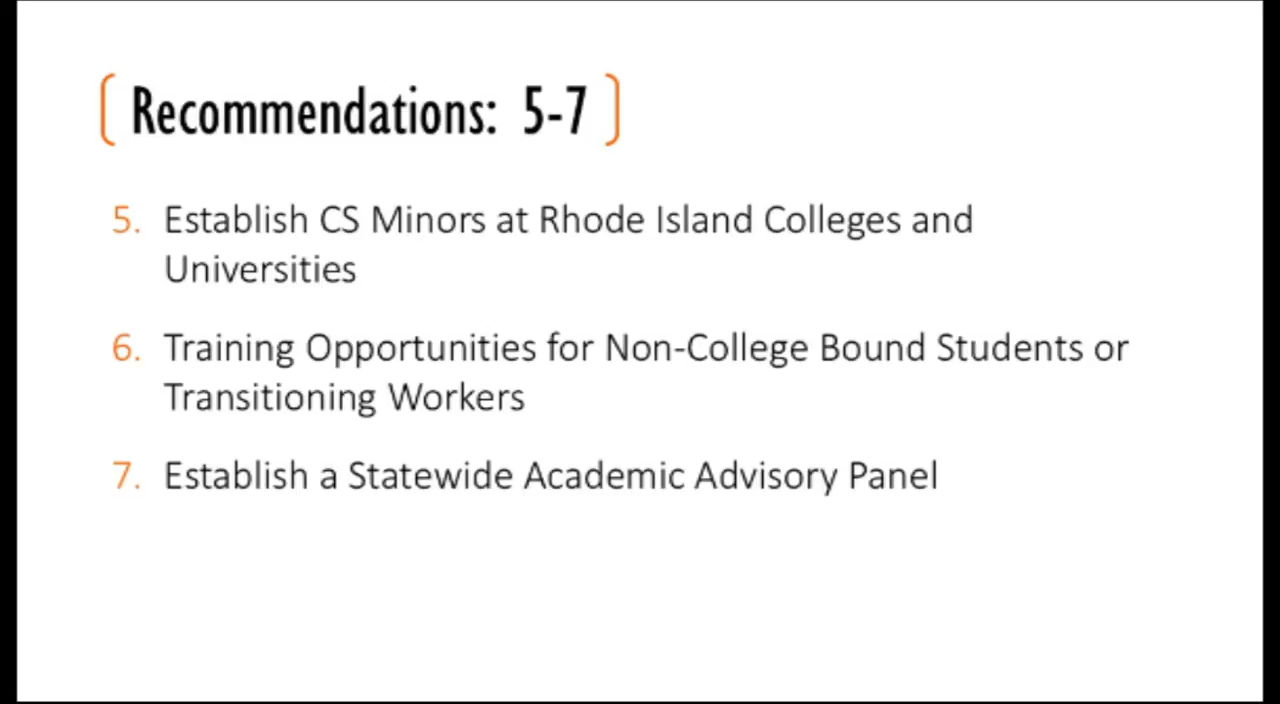 Recommendations: 5-7
5. Establish CS Minors at Rhode Island Colleges and
Universities
6. Training Opportunities for Non-College Bound Students or
Transitioning Workers
7. Establish a Statewide Academic Advisory Panel